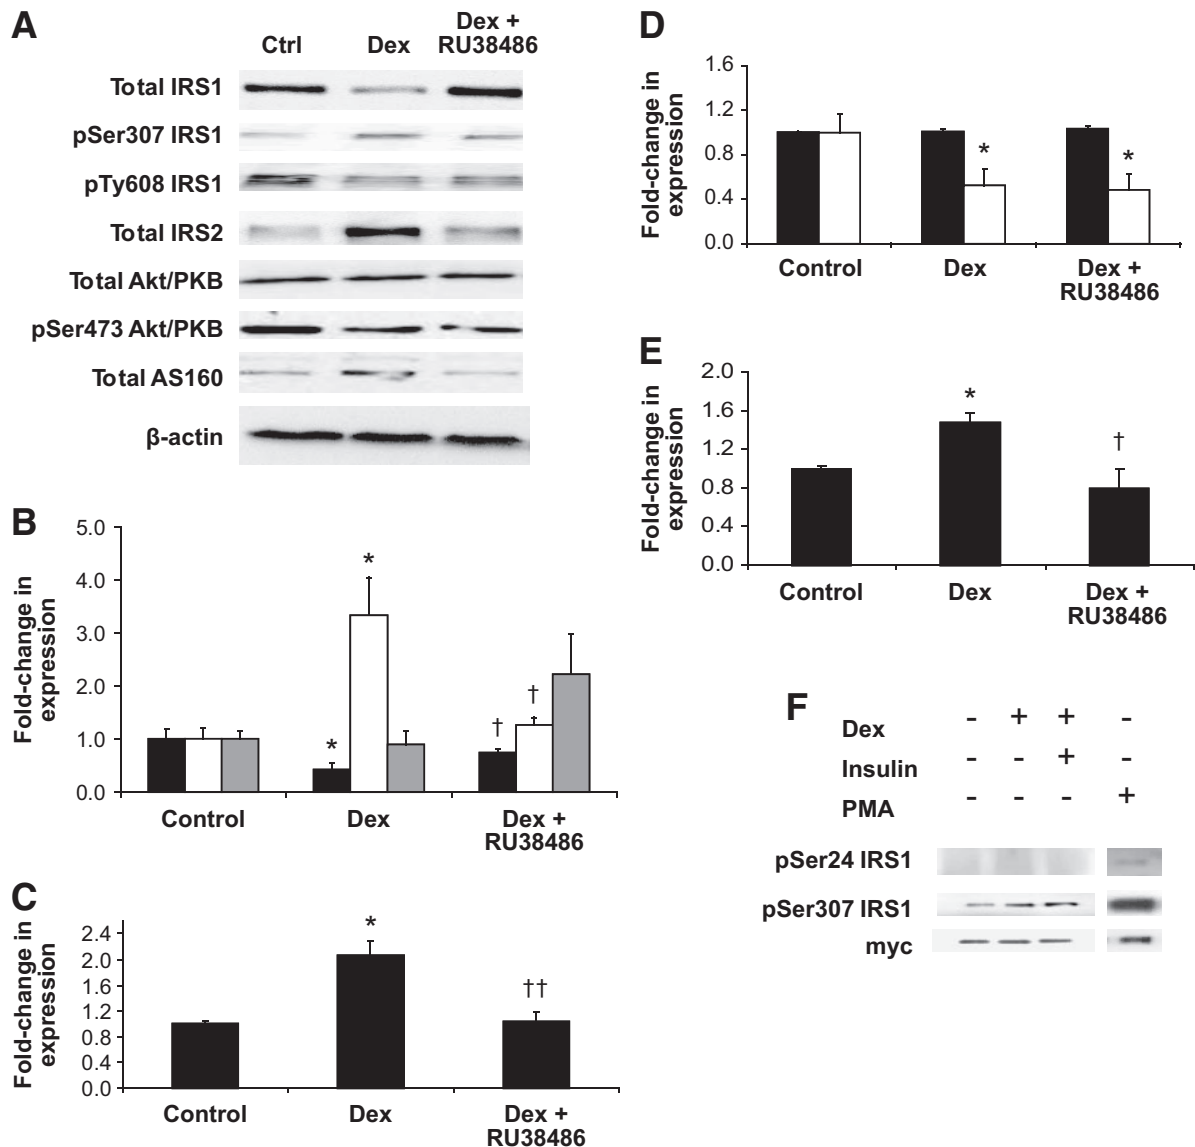 A
Ctrl
Dex
Dex +
RU38486
Total IRS1
pSer307 IRS1
pTy608 IRS1
Total IRS2
Total Akt/PKB
pSer473 Akt/PKB
Total AS160
β-actin
B
Fold-change in
expression
5.0
4.0
3.0
2.0
1.0
0.0
*
*
†
†
Control
Dex
Dex +
RU38486
C
Fold-change in
expression
2.4
2.0
1.6
1.2
0.8
0.4
0.0
*
††
Control
Dex
Dex +
RU38486
D
Fold-change in
expression
1.6
1.2
0.8
0.4
0.0
*
*
Control
Dex
Dex +
RU38486
E
Fold-change in
expression
2.0
1.6
1.2
0.8
0.4
0.0
*
†
Control
Dex
Dex +
RU38486
F
Dex - + + -
Insulin - - + -
PMA - - - +
pSer24 IRS1
pSer307 IRS1
myc